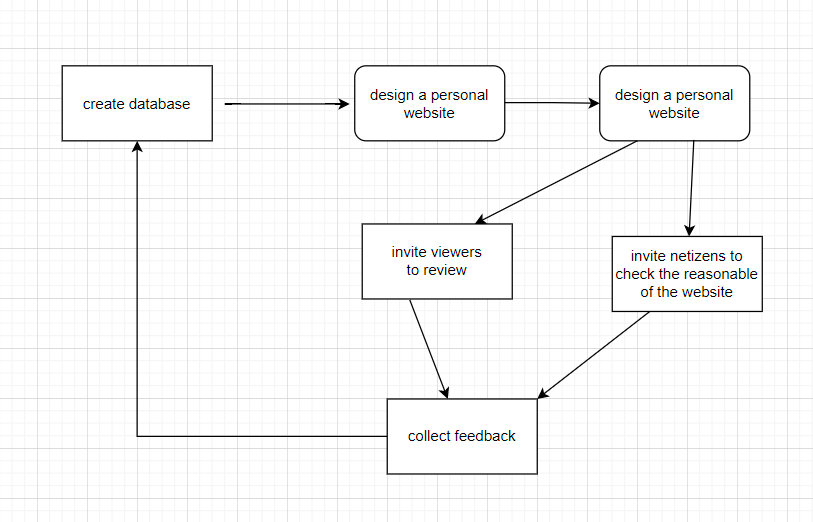 create database
design a personal
website
design a personal
website
invite viewers
to review
invite netizens to
check the reasonable
of the website
collect feedback